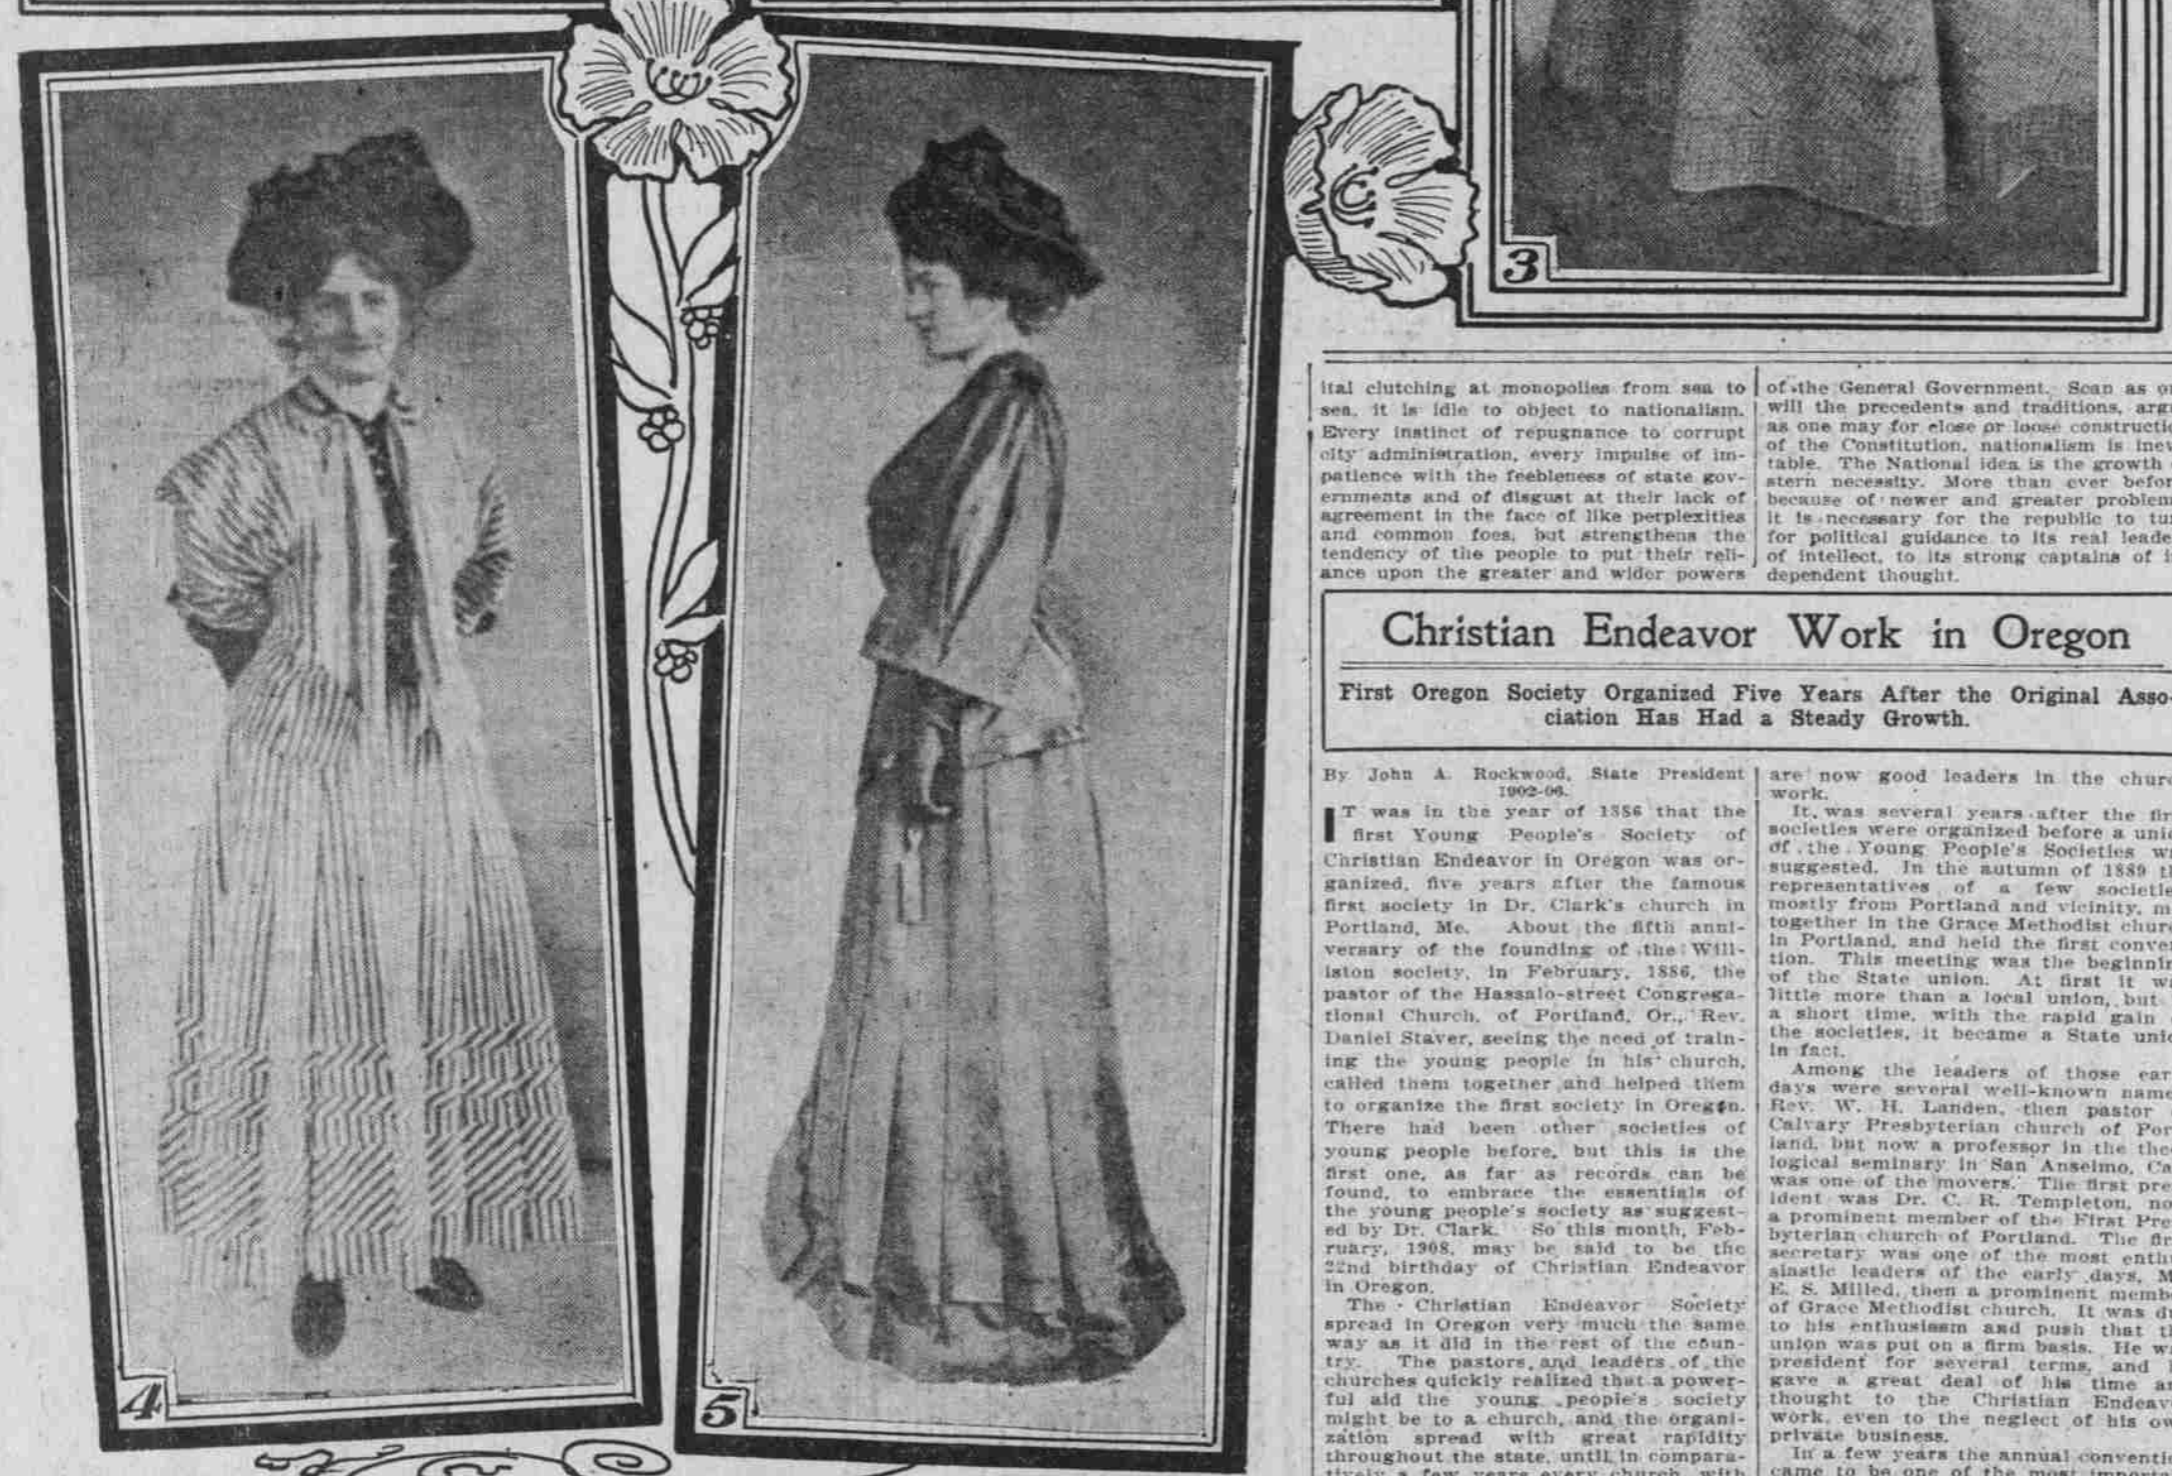 3
4
5
ital clutching at monopolies from sea to
sea, it is idle to object to nationalism.
Every instinct of repugnance to corrupt
city administration, every impulse of im-
patience with the feebleness of state gov-
ernments and of disgust at their lack of
agreement in the face of like perplexities
and common foes, but strengthens the
tendency of the people to put their reli-
ance upon the greater and wider powers
of the General Government. Scan as
will the precedents and traditions,
as one may for close or loose
of the Constitution, nationalism is
table. The National idea is the growth
stern necessity. More than ever
because of newer and greater
it is necessary for the republic to
for political guidance to its real
of intellect, to its strong captains of
dependent thought.
Christian Endeavor Work in Oregon
First Oregon Society Organized Five Years After the Original Asso-
ciation Has Had a Steady Growth.
By John A. Rockwood, State President
1902-06.
IT was in the year of 1886 that the
first Young People's Society of
Christian Endeavor in Oregon was or-
ganized, five years after the famous
first society in Dr. Clark's church in
Portland, Me. About the fifth anni-
versary of the founding of the Will-
iston society, in February, 1886, the
pastor of the Hassalo-street Congrega-
tional Church, of Portland, Or., Rev.
Daniel Staver, seeing the need of train-
ing the young people in his church,
called them together and helped them
to organize the first society in Oregon.
There had been other societies of
young people before, but this is the
first one, as far as records can be
found, to embrace the essentials of
the young people's society as suggest-
ed by Dr. Clark. So this month, Feb-
ruary, 1908, may be said to be the
22nd birthday of Christian Endeavor
in Oregon.
The Christian Endeavor Society
spread in Oregon very much the same
way as it did in the rest of the coun-
try. The pastors and leaders of the
churches quickly realized that a power-
ful aid the young people's society
might be to a church, and the organi-
zation spread with great rapidity
throughout the state, until in compara-
tively a few years every church with
are now good leaders in the
work.
It was several years after the
societies were organized before a
of the Young People's Societies
suggested. In the autumn of 1889
representatives of a few
mostly from Portland and vicinity,
together in the Grace Methodist
in Portland, and held the first
tion. This meeting was the
of the State union. At first it
little more than a local union, but
a short time, with the rapid gain
the societies, it became a State
in fact.
Among the leaders of those
days were several well-known
Rev. W. H. Landen, then pastor
Calvary Presbyterian church of
land, but now a professor in the
logical seminary in San Anselmo,
was one of the movers. The first
ident was Dr. C. R. Templeton,
a prominent member of the First
byterian church of Portland. The
secretary was one of the most
siastic leaders of the early days,
E. S. Milled, then a prominent
of Grace Methodist church. It was
to his enthusiasm and push that
union was put on a firm basis. He
president for several terms, and
gave a great deal of his time
thought to the Christian
work, even to the neglect of his
private business.
In a few years the annual
came to be one of the